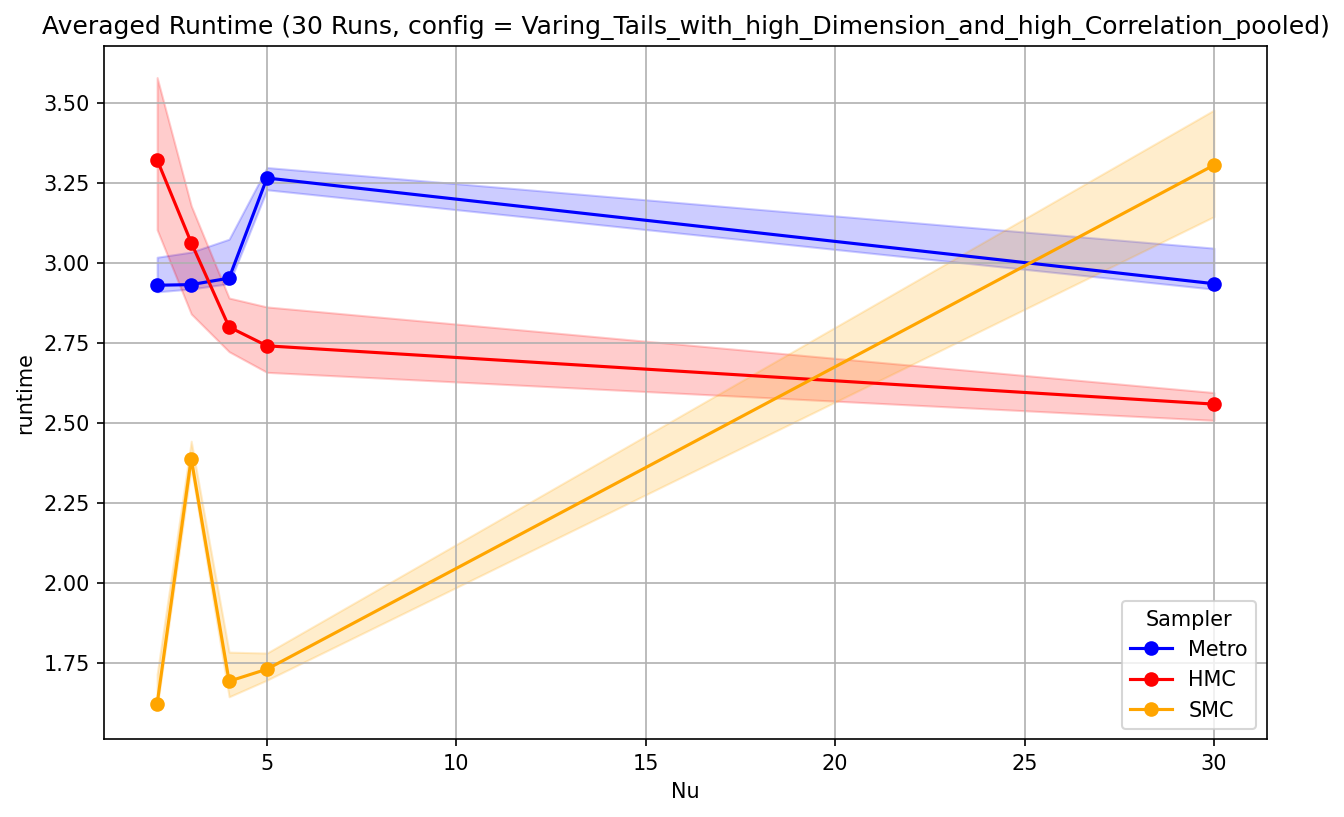 Averaged Runtime (30 Runs, config = Varing_Tails_with_high_Dimension_and_high_Correlation_pooled)
runtime
3.50
3.25
3.00
2.75
2.50
2.25
2.00
1.75
5
10
15
20
25
30
Nu
Sampler
Metro
HMC
SMC